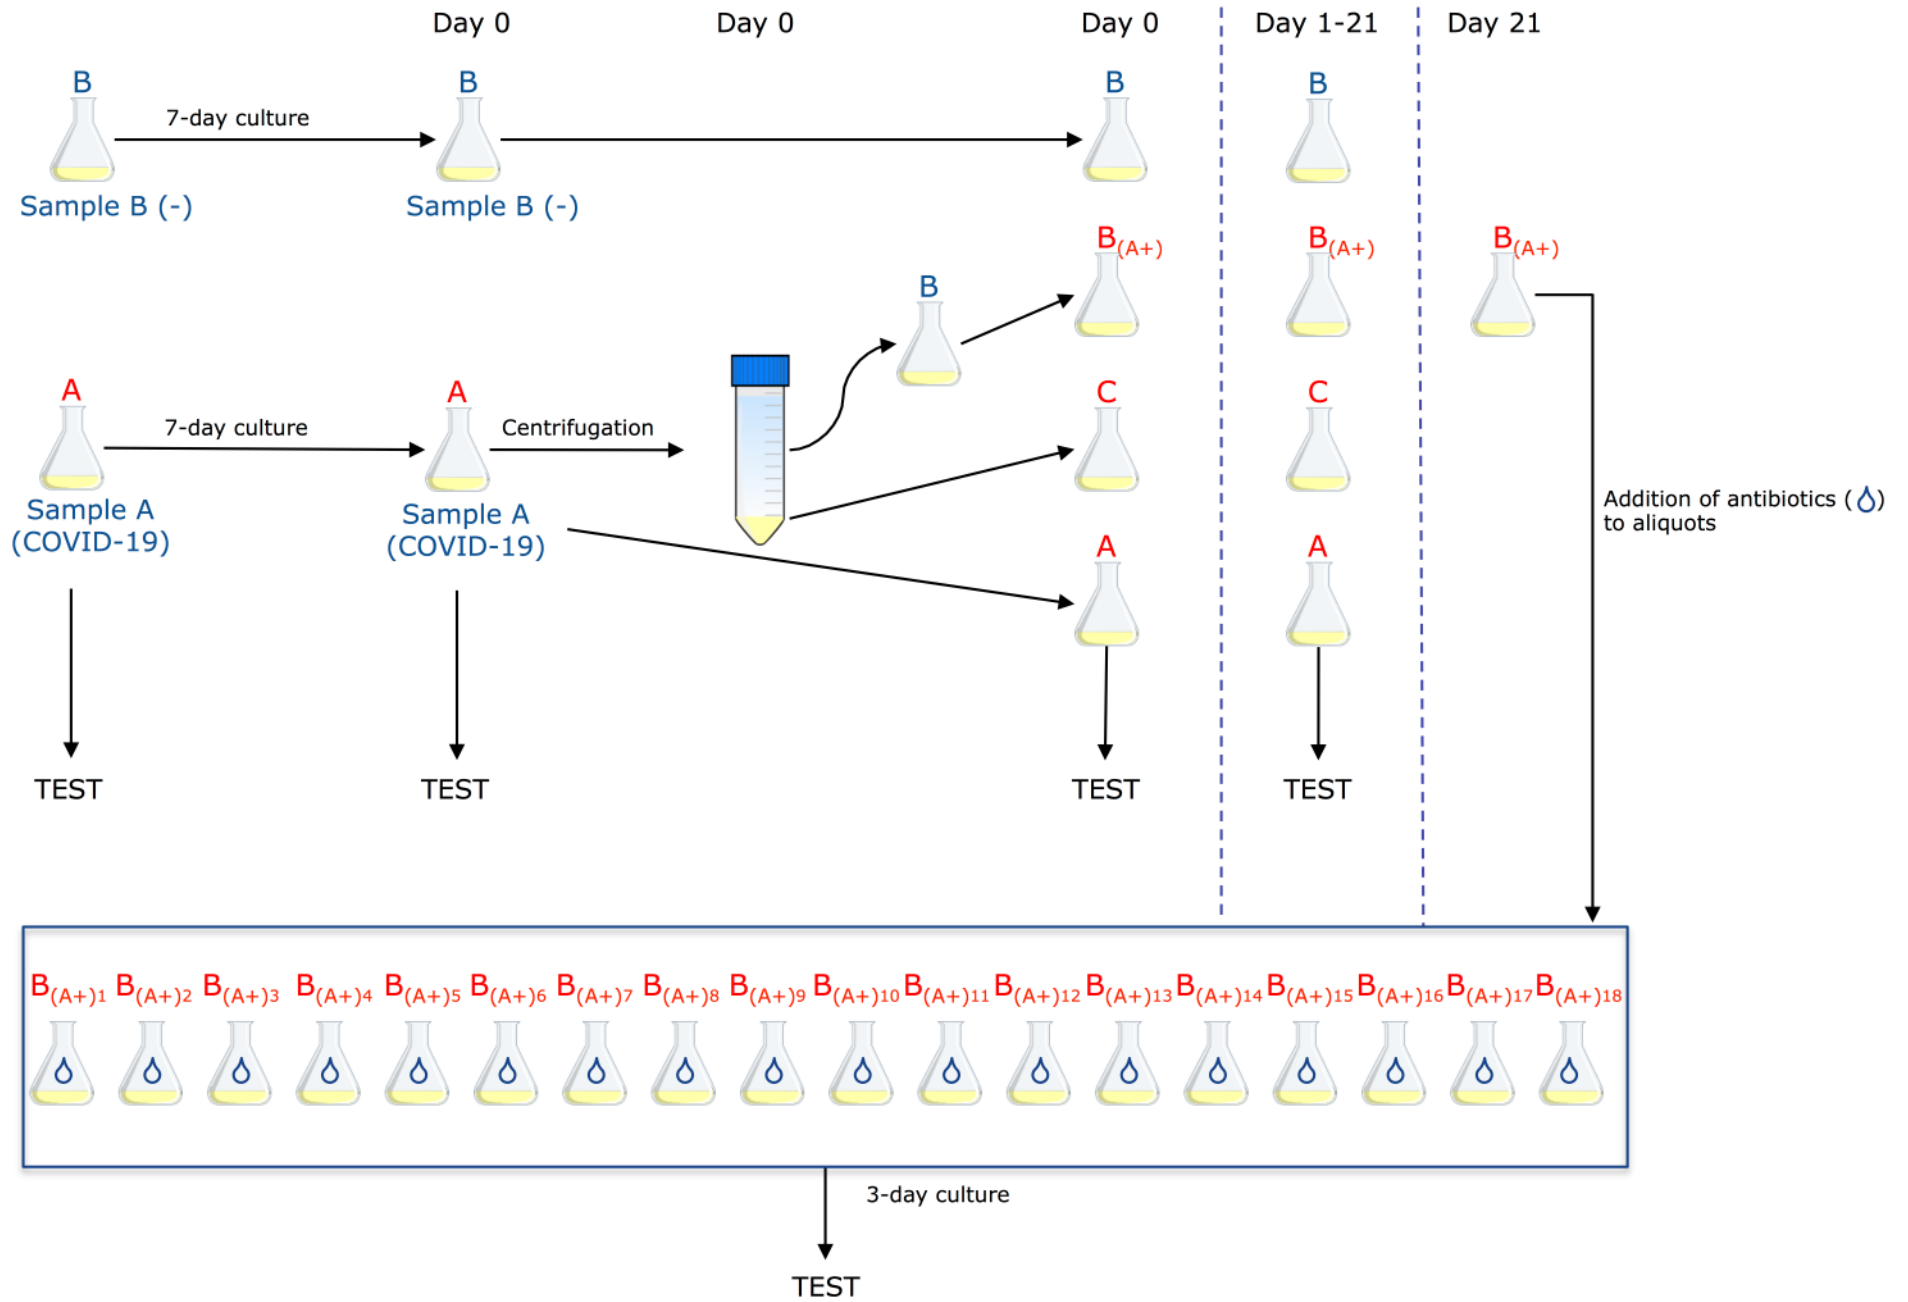 Day 0
Day 0
Day 0
Day 1-21
Day 21
B
B
B
B
7-day culture
Sample B (-)
Sample B (-)
B(A+)
B(A+)
B(A+)
B
A
A
C
C
7-day culture
Centrifugation
Sample A
(COVID-19)
Sample A
(COVID-19)
Addition of antibiotics ( )
to aliquots
A
A
TEST
TEST
TEST
TEST
B(A+)1 B(A+)2 B(A+)3 B(A+)4 B(A+)5 B(A+)6 B(A+)7 B(A+)8 B(A+)9 B(A+)10 B(A+)11 B(A+)12 B(A+)13 B(A+)14 B(A+)15 B(A+)16 B(A+)17 B(A+)18
3-day culture
TEST